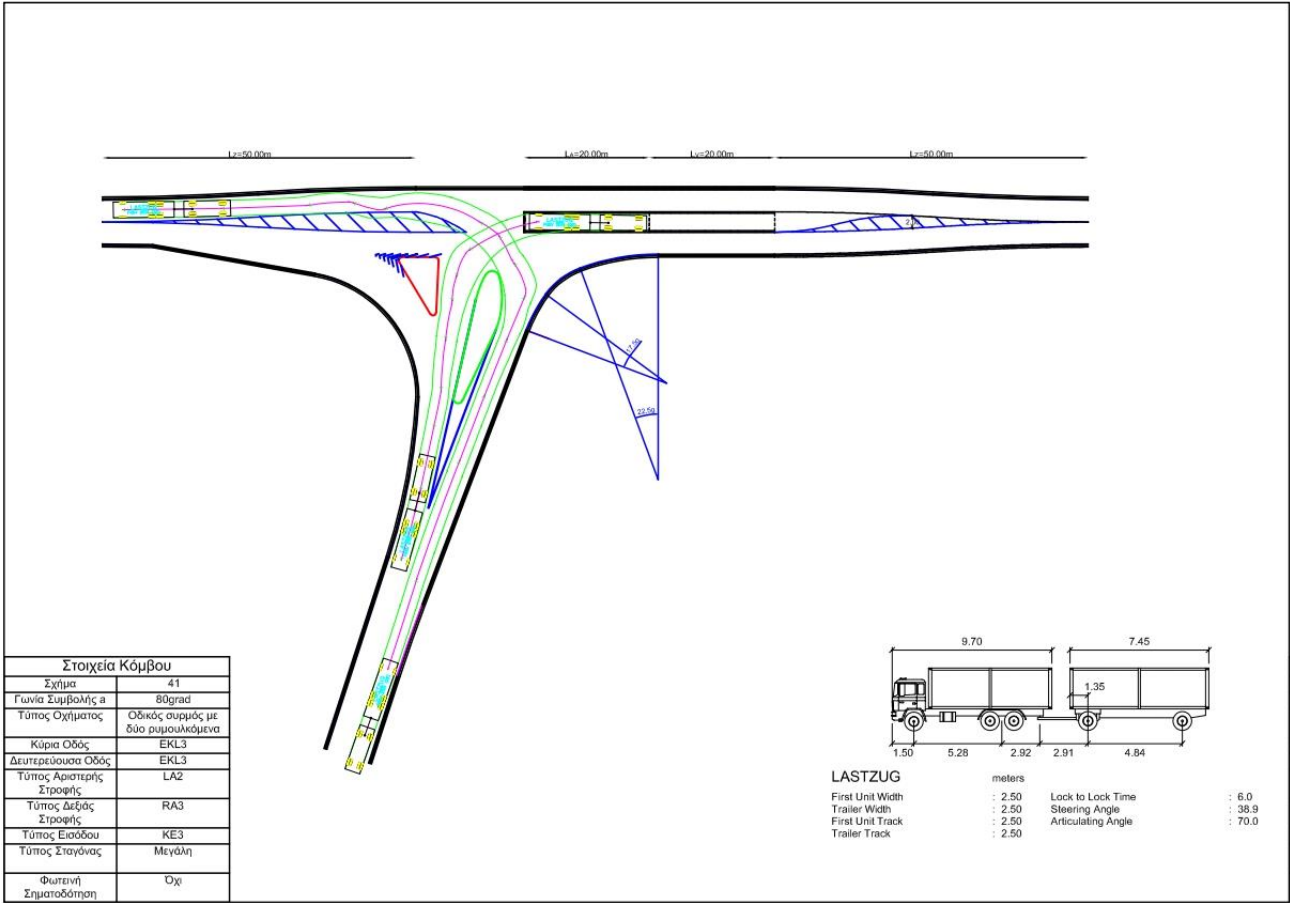 Lz=50.00m
LA=20.00m
Lv=20.00m
Lz=50.00m
17.5g
22.5g
Στοιχεία Κόμβου
Σχήμα 41
Γωνία Συμβολής a 80grad
Τύπος Οχήματος Οδικός συρμός με
δύο ρυμουλκόμενα
Κύρια Οδός EKL3
Δευτερεύουσα Οδός EKL3
Τύπος Αριστερής
Στροφής LA2
Τύπος Δεξιάς
Στροφής RA3
Τύπος Εισόδου KE3
Τύπος Σταγόνας Μεγάλη
Φωτεινή
Σηματοδότηση Όχι
9.70 7.45
1.35
1.50 5.28 2.92 2.91 4.84
LASTZUG meters
First Unit Width : 2.50 Lock to Lock Time : 6.0
Trailer Width : 2.50 Steering Angle : 38.9
First Unit Track : 2.50 Articulating Angle : 70.0
Trailer Track : 2.50